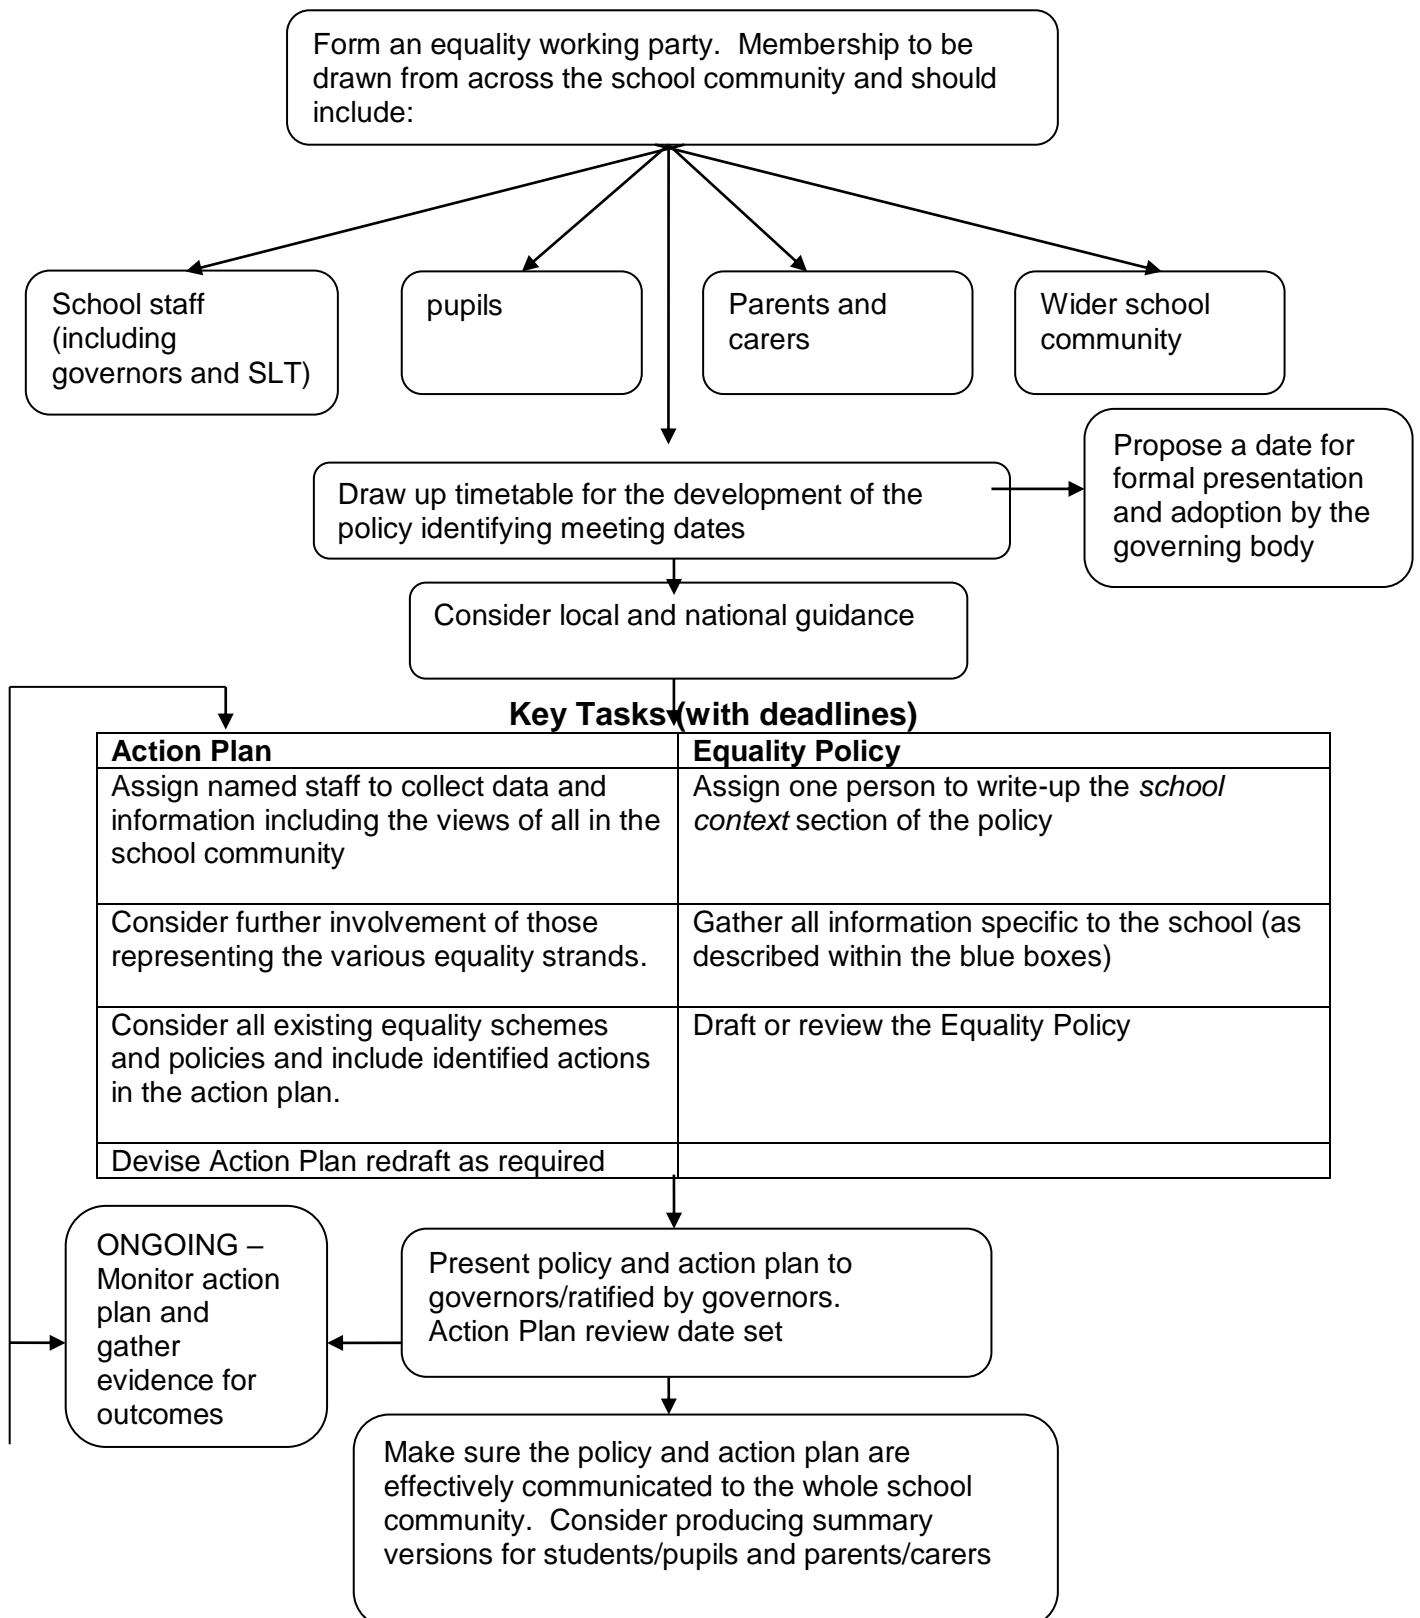 Form an equality working party.  Membership to be
drawn from across the school community and should
include:
School staff
(including
governors and SLT)
pupils
Parents and
carers
Wider school
community
Propose a date for
formal presentation
and adoption by the
governing body
Draw up timetable for the development of the
policy identifying meeting dates
Consider local and national guidance
Key Tasks (with deadlines)
Action Plan
Equality Policy
Assign named staff to collect data and
information including the views of all in the
school community
Assign one person to write-up the school
context section of the policy
Consider further involvement of those
representing the various equality strands.
Gather all information specific to the school (as
described within the blue boxes)
Consider all existing equality schemes
and policies and include identified actions
in the action plan.
Draft or review the Equality Policy
Devise Action Plan redraft as required
ONGOING –
Monitor action
plan and
gather
evidence for
outcomes
Present policy and action plan to
governors/ratified by governors.
Action Plan review date set
Make sure the policy and action plan are
effectively communicated to the whole school
community.  Consider producing summary
versions for students/pupils and parents/carers